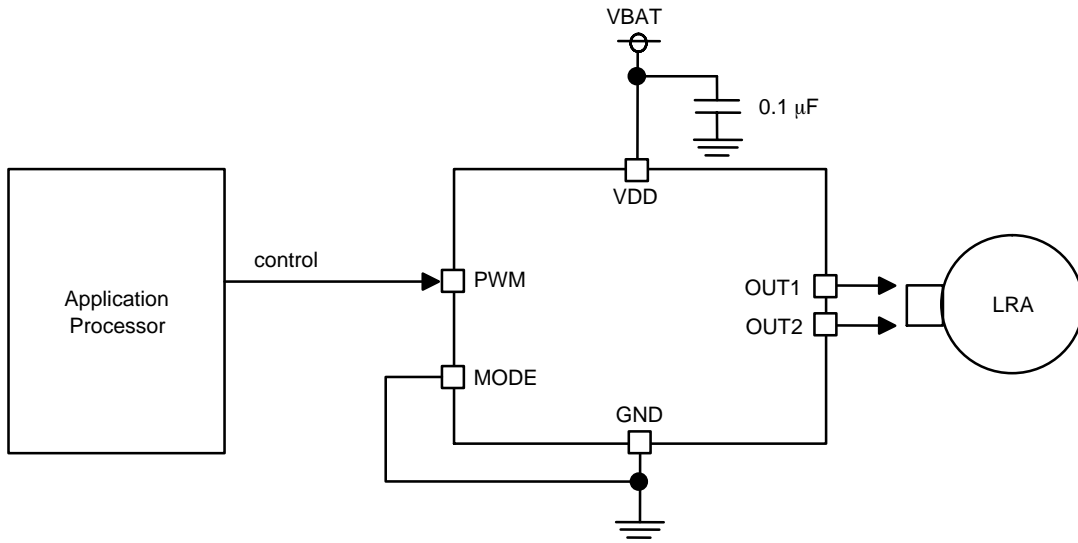 VBAT
0.1 μF
VDD
control
PWM
Application
Processor
OUT1
OUT2
LRA
MODE
GND